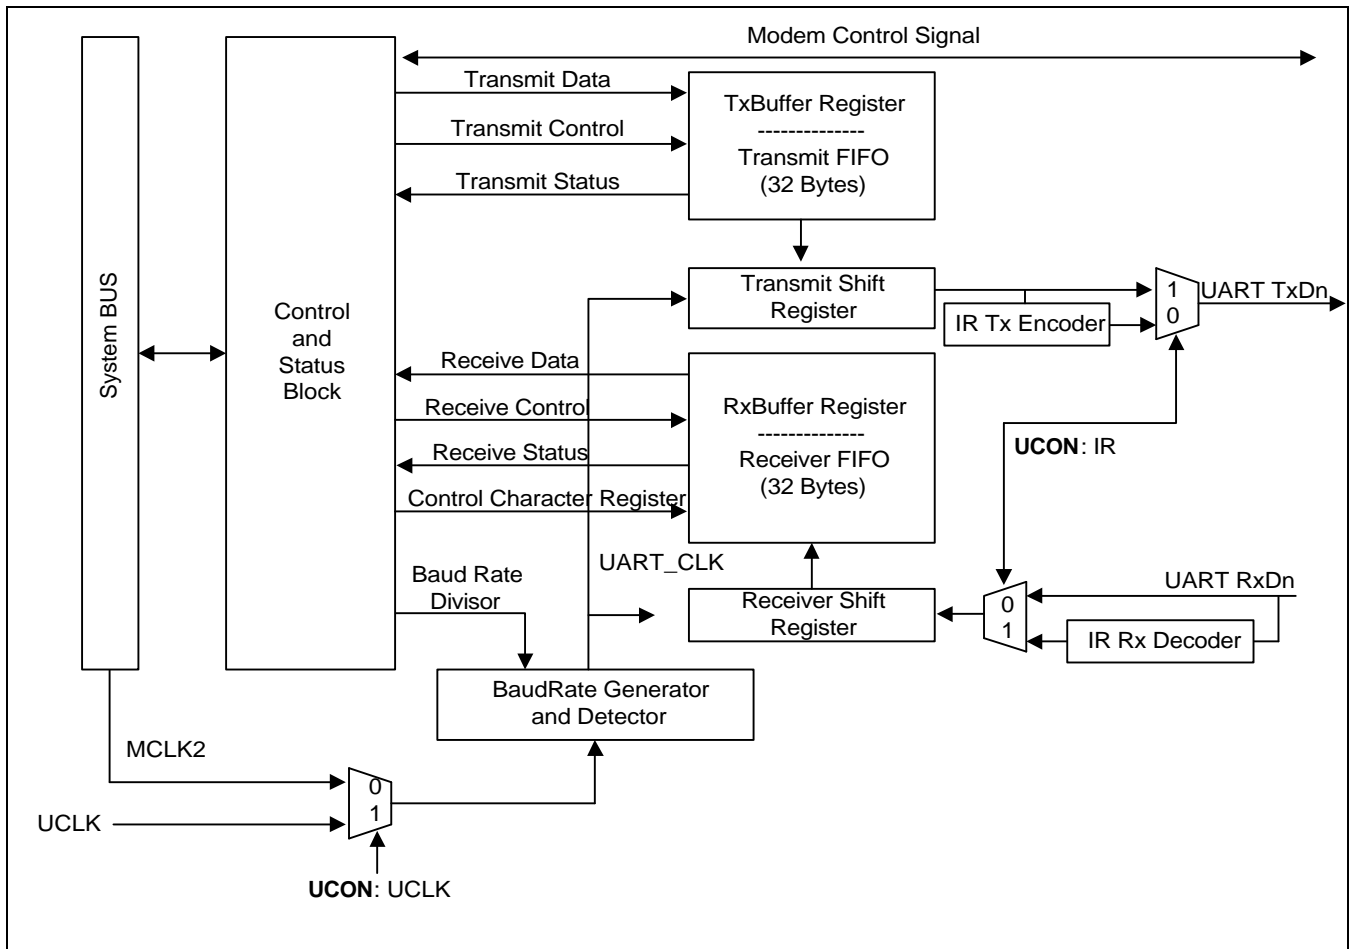 Modem Control Signal
Transmit Data
Transmit Control
Transmit Status
TxBuffer Register
--------------
Transmit FIFO
(32 Bytes)
System BUS
Control
and
Status
Block
Transmit Shift
Register
IR Tx Encoder
1
0
UART TxDn
Receive Data
Receive Control
Receive Status
Control Character Register
RxBuffer Register
--------------
Receiver FIFO
(32 Bytes)
UCON: IR
UART_CLK
Baud Rate
Divisor
Receiver Shift
Register
0
1
UART RxDn
IR Rx Decoder
BaudRate Generator
and Detector
MCLK2
UCLK
0
1
UCON: UCLK